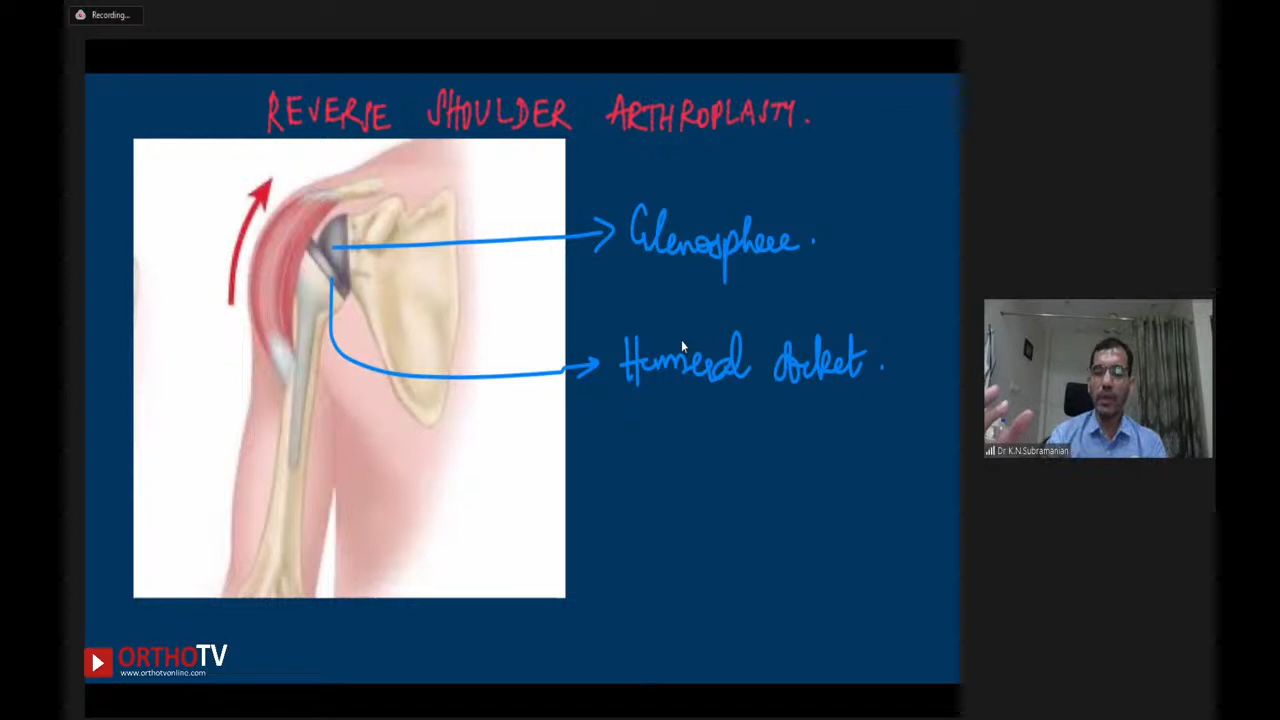 Recording...
REVERSE SHOULDER ARTHROPLASTY.
Glenosphere.
Humeral socket.
Dr K.N.Subramanian
ORTHOTV
www.orthotvonline.com